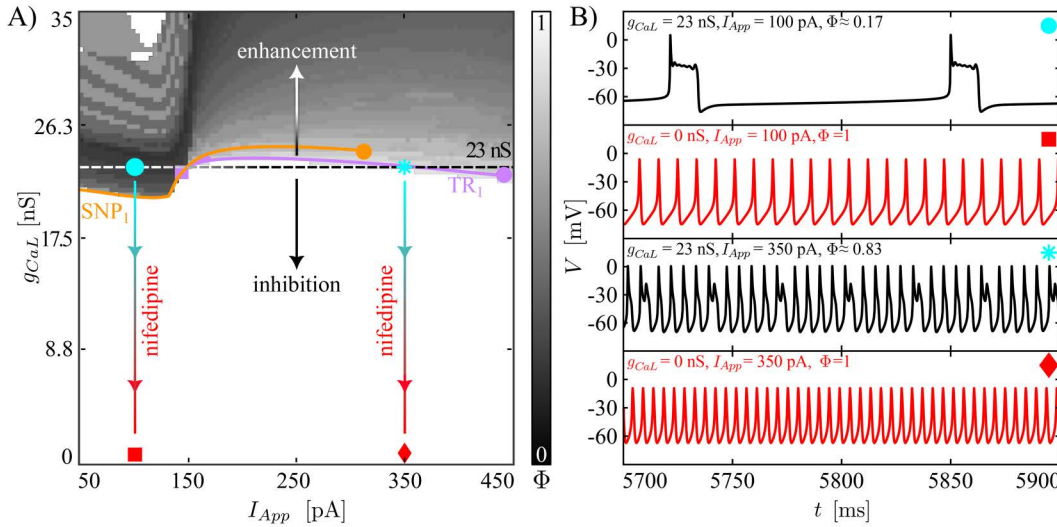 A)
35
26.3
17.5
8.8
0
g_CaL [nS]
enhancement
23 nS
SNP₁
TR₁
inhibition
nifedipine
nifedipine
50
150
250
350
450
I_App [pA]
1
0
Φ
B)
g_CaL = 23 nS, I_App = 100 pA, Φ≈ 0.17
0
-30
-60
g_CaL = 0 nS, I_App = 100 pA, Φ=1
0
-30
-60
g_CaL = 23 nS, I_App = 350 pA, Φ≈ 0.83
0
-30
-60
g_CaL = 0 nS, I_App = 350 pA, Φ=1
0
-30
-60
V [mV]
5700
5750
5800
5850
5900
t [ms]